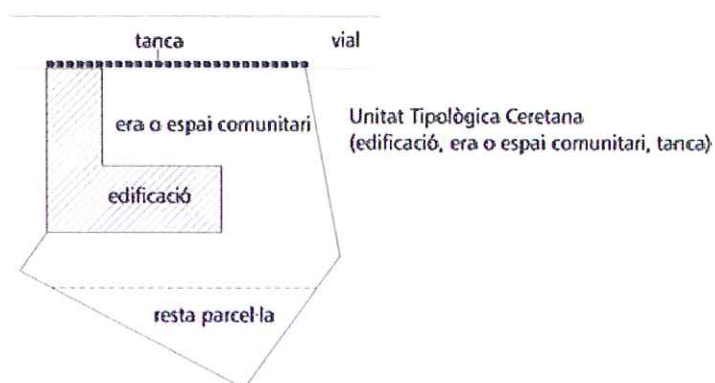 tanca
vial
era o espai comunitari
Unitat Tipològica Ceretana
(edificació, era o espai comunitari, tanca)
edificació
resta parcel·la